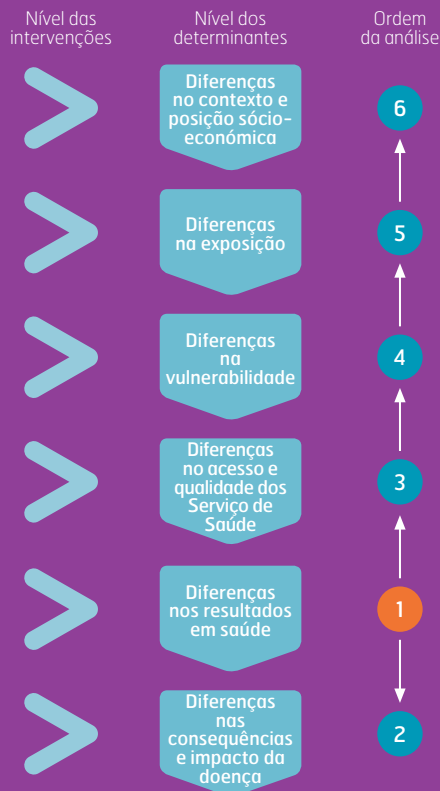 Nível das
intervenções
Nível dos
determinantes
Ordem
da análise
Diferenças
no contexto e
posição sócio-
económica
6
Diferenças
na exposição
5
Diferenças
na
vulnerabilidade
4
Diferenças
no acesso e
qualidade dos
Serviço de
Saúde
3
Diferenças
nos resultados
em saúde
1
Diferenças
nas
consequências
e impacto da
doença
2